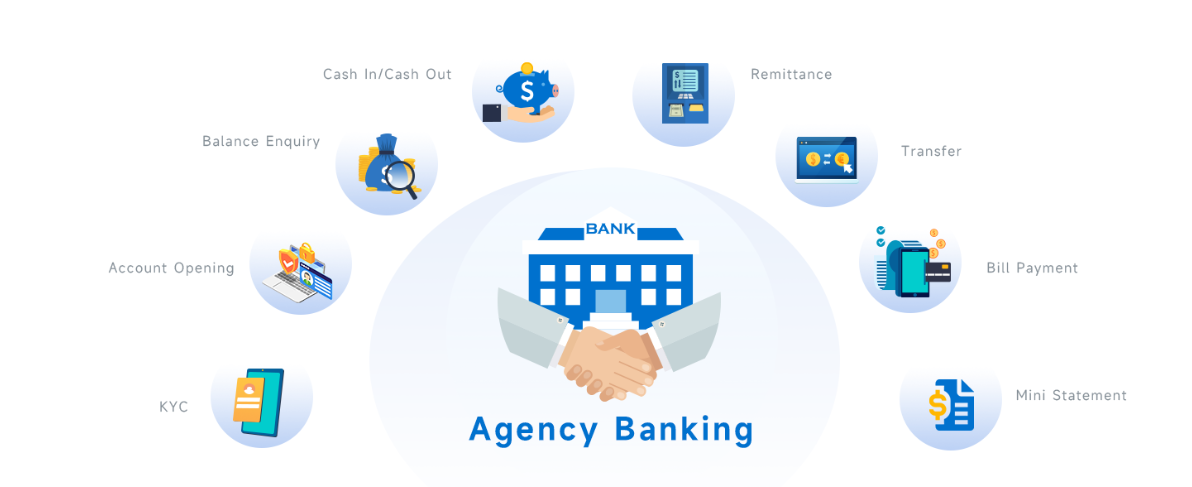 Cash In/Cash Out
Remittance
Balance Enquiry
Transfer
BANK
Account Opening
Bill Payment
KYC
Mini Statement
Agency Banking